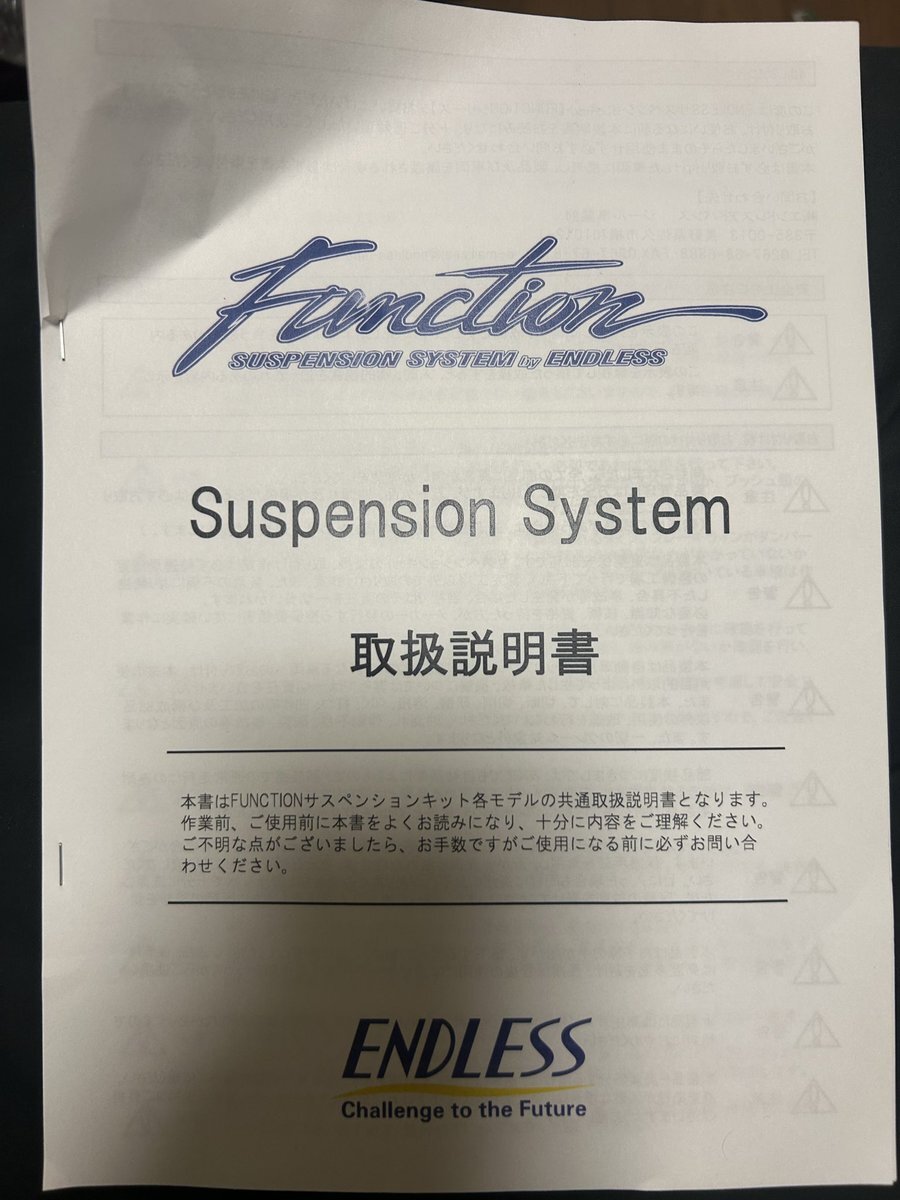 Function
SUSPENSION SYSTEM by ENDLESS
Suspension System
取扱説明書
本書はFUNCTIONサスペンションキット各モデルの共通取扱説明書となります。
作業前、ご使用前に本書をよくお読みになり、十分に内容をご理解ください。
ご不明な点がございましたら、お手数ですがご使用になる前に必ずお問い合
わせください。
ENDLESS
Challenge to the Future